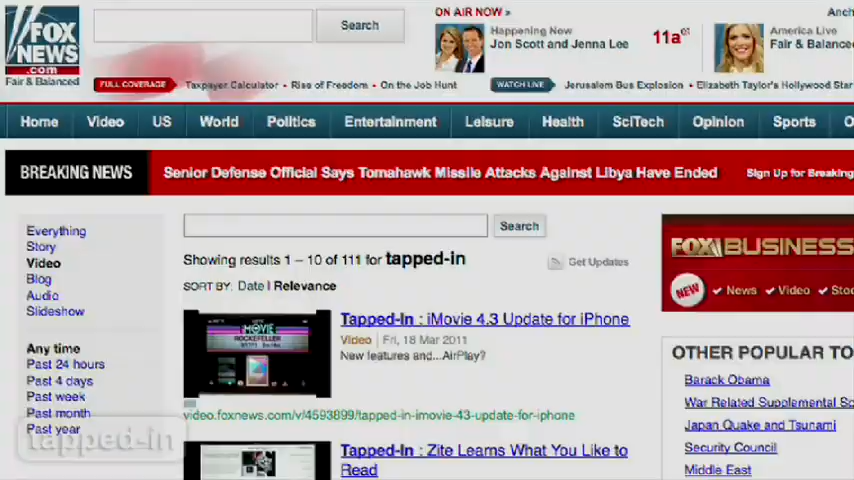 FOX
NEWS
.com
Fair & Balanced
Search
ON AIR NOW »
Happening Now
Jon Scott and Jenna Lee
11a et
America Live
Fair & Balanced
Anch
FULL COVERAGE
Taxpayer Calculator • Rise of Freedom • On the Job Hunt
WATCH LIVE
Jerusalem Bus Explosion • Elizabeth Taylor's Hollywood Star
Home
Video
US
World
Politics
Entertainment
Leisure
Health
SciTech
Opinion
Sports
O
BREAKING NEWS
Senior Defense Official Says Tomahawk Missile Attacks Against Libya Have Ended
Sign Up for Breaking
Everything
Story
Video
Blog
Audio
Slideshow
Any time
Past 24 hours
Past 4 days
Past week
Past month
Past year
tapped-in
Search
Showing results 1 – 10 of 111 for tapped-in
Get Updates
SORT BY: Date | Relevance
iMOVIE
ROCKEFELLER
Tapped-In : iMovie 4.3 Update for iPhone
Video | Fri, 18 Mar 2011
New features and...AirPlay?
video.foxnews.com/v/4593899/tapped-in-imovie-43-update-for-iphone
Tapped-In : Zite Learns What You Like to
Read
FOX BUSINESS
NEW
✓ News ✓ Video ✓ Stoc
OTHER POPULAR TO
Barack Obama
War Related Supplemental Sp
Japan Quake and Tsunami
Security Council
Middle East